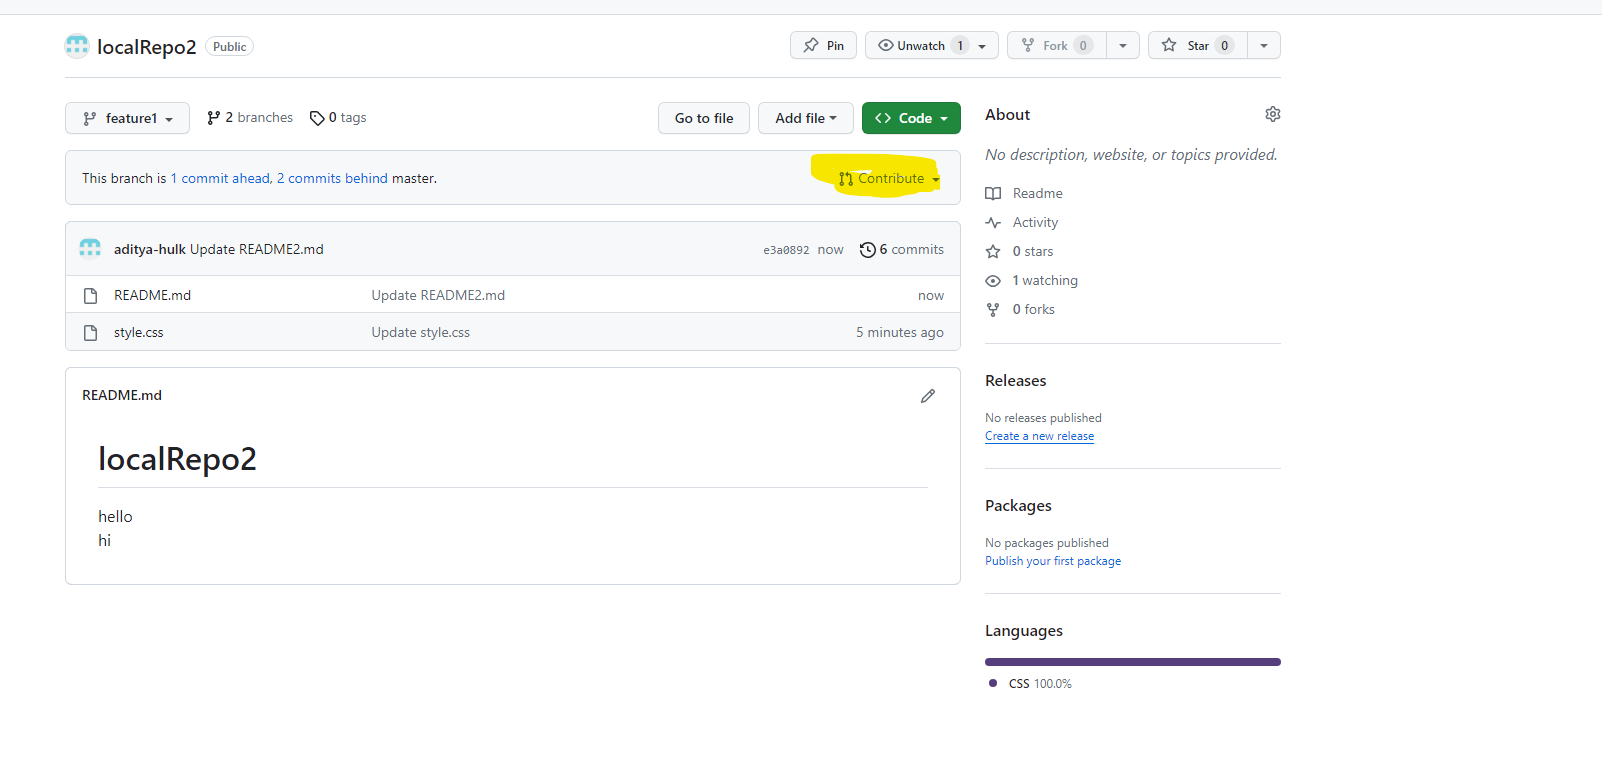 localRepo2 Public
Pin Unwatch 1 Fork 0 Star 0
feature1 2 branches 0 tags Go to file Add file <> Code
This branch is 1 commit ahead, 2 commits behind master. Contribute
aditya-hulk Update README2.md e3a0892 now 6 commits
README.md Update README2.md now
style.css Update style.css 5 minutes ago
README.md
localRepo2
hello
hi
About
No description, website, or topics provided.
Readme
Activity
0 stars
1 watching
0 forks
Releases
No releases published
Create a new release
Packages
No packages published
Publish your first package
Languages
CSS 100.0%